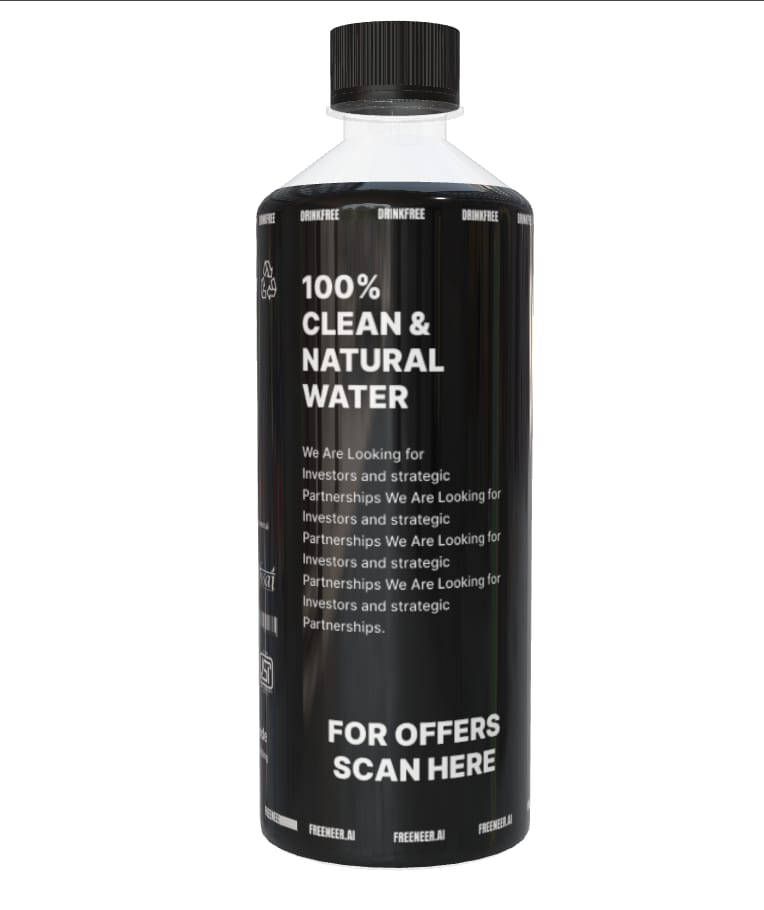 DRINKFREE DRINKFREE DRINKFREE
100%
CLEAN &
NATURAL
WATER
We Are Looking for
Investors and strategic
Partnerships We Are Looking for
Investors and strategic
Partnerships We Are Looking for
Investors and strategic
Partnerships We Are Looking for
Investors and strategic
Partnerships.
FOR OFFERS
SCAN HERE
FREENEER.AI FREENEER.AI FREENEER.AI